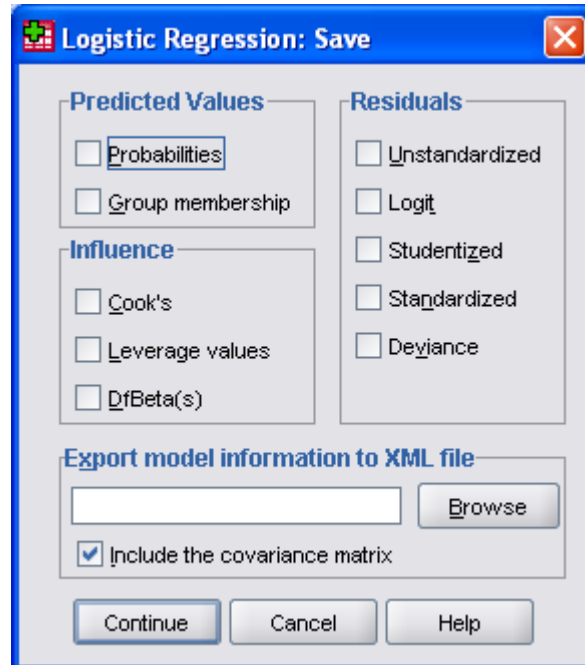 Logistic Regression: Save
Predicted Values
Probabilities
Group membership
Influence
Cook's
Leverage values
DfBeta(s)
Residuals
Unstandardized
Logit
Studentized
Standardized
Deviance
Export model information to XML file
Browse
Include the covariance matrix
Continue
Cancel
Help